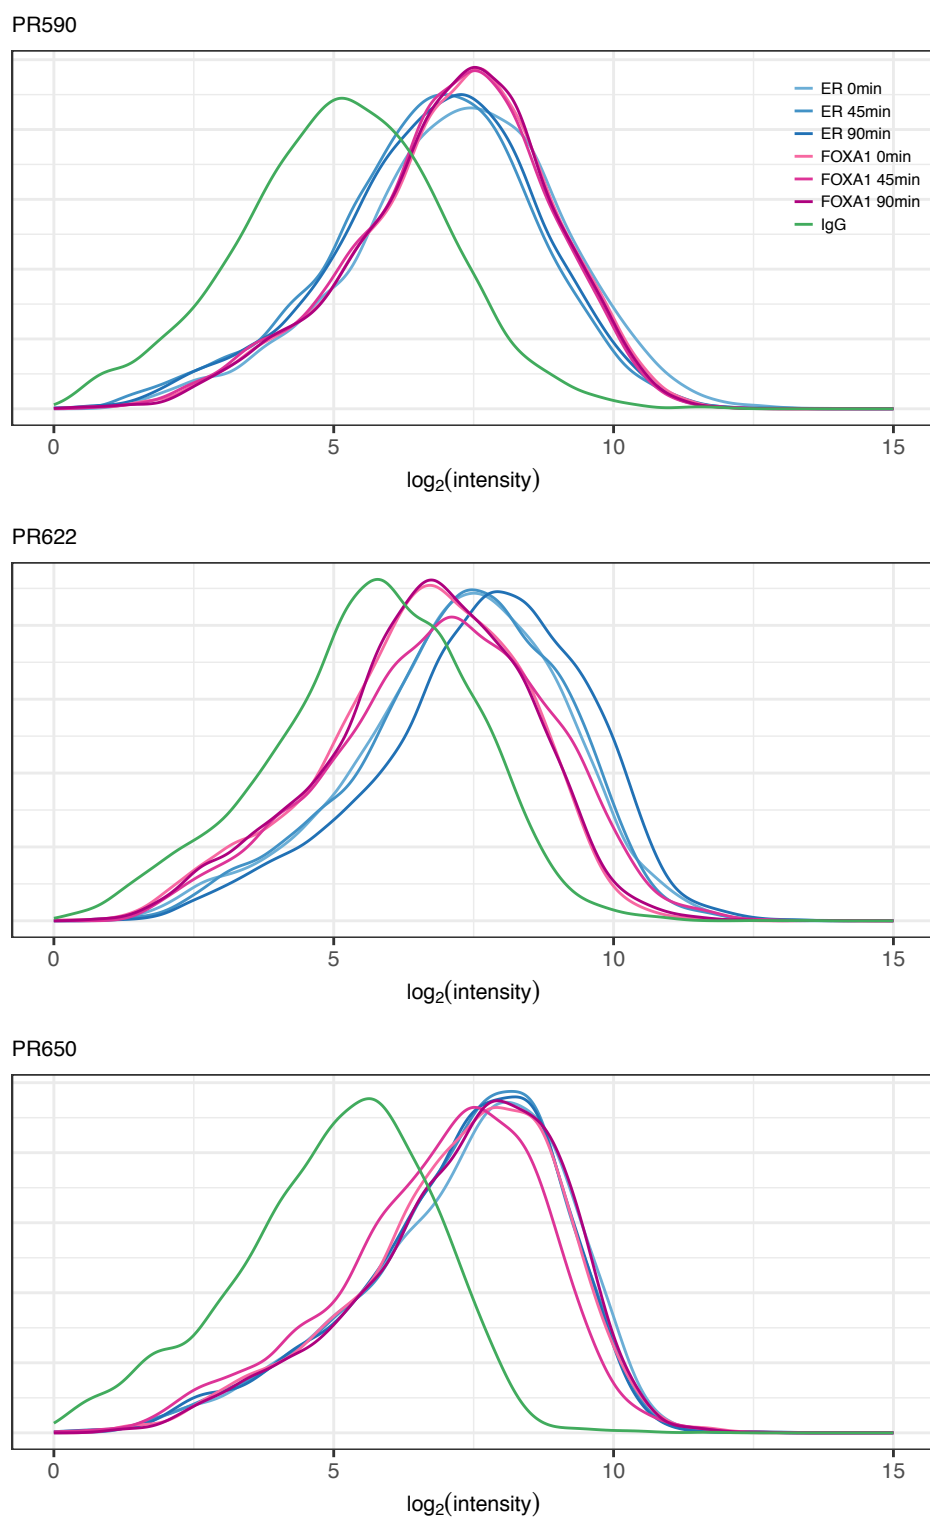 PR590
ER 0min
ER 45min
ER 90min
FOXA1 0min
FOXA1 45min
FOXA1 90min
IgG
0 5 10 15
log₂(intensity)
PR622
0 5 10 15
log₂(intensity)
PR650
0 5 10 15
log₂(intensity)